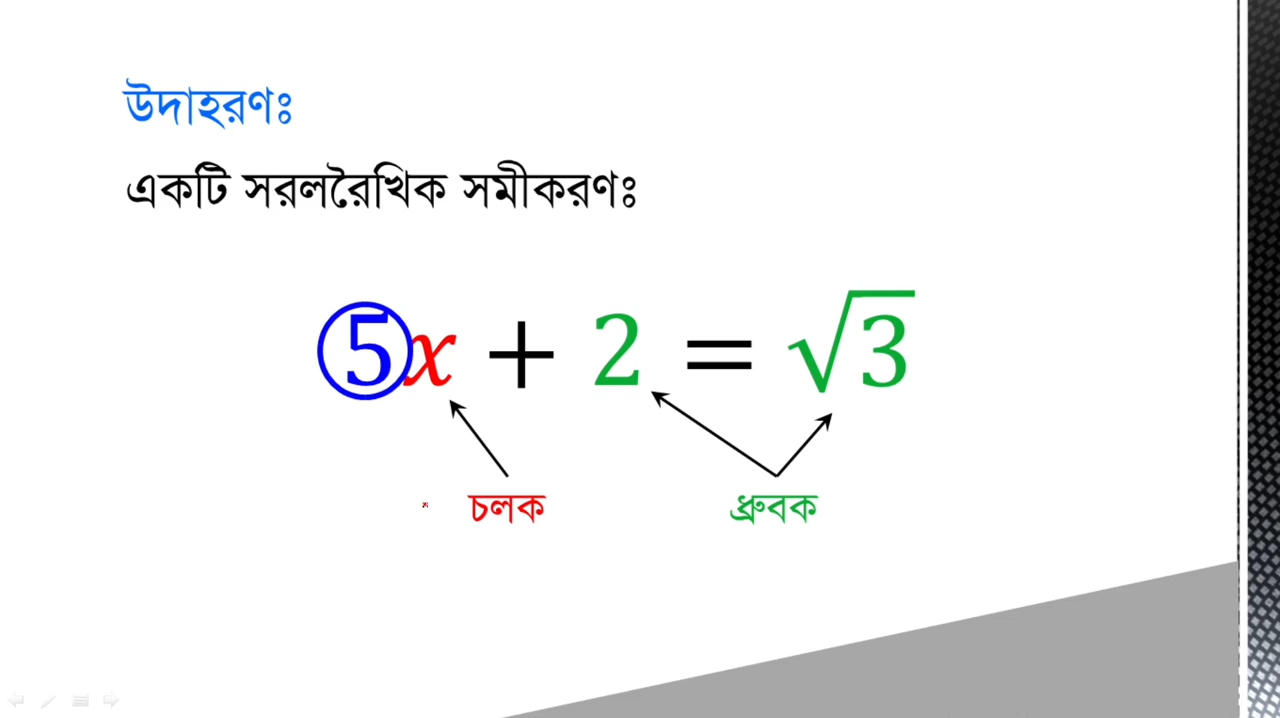 উদাহরণঃ
একটি সরলরৈখিক সমীকরণঃ
5x + 2 = √3
চলক ধ্রুবক